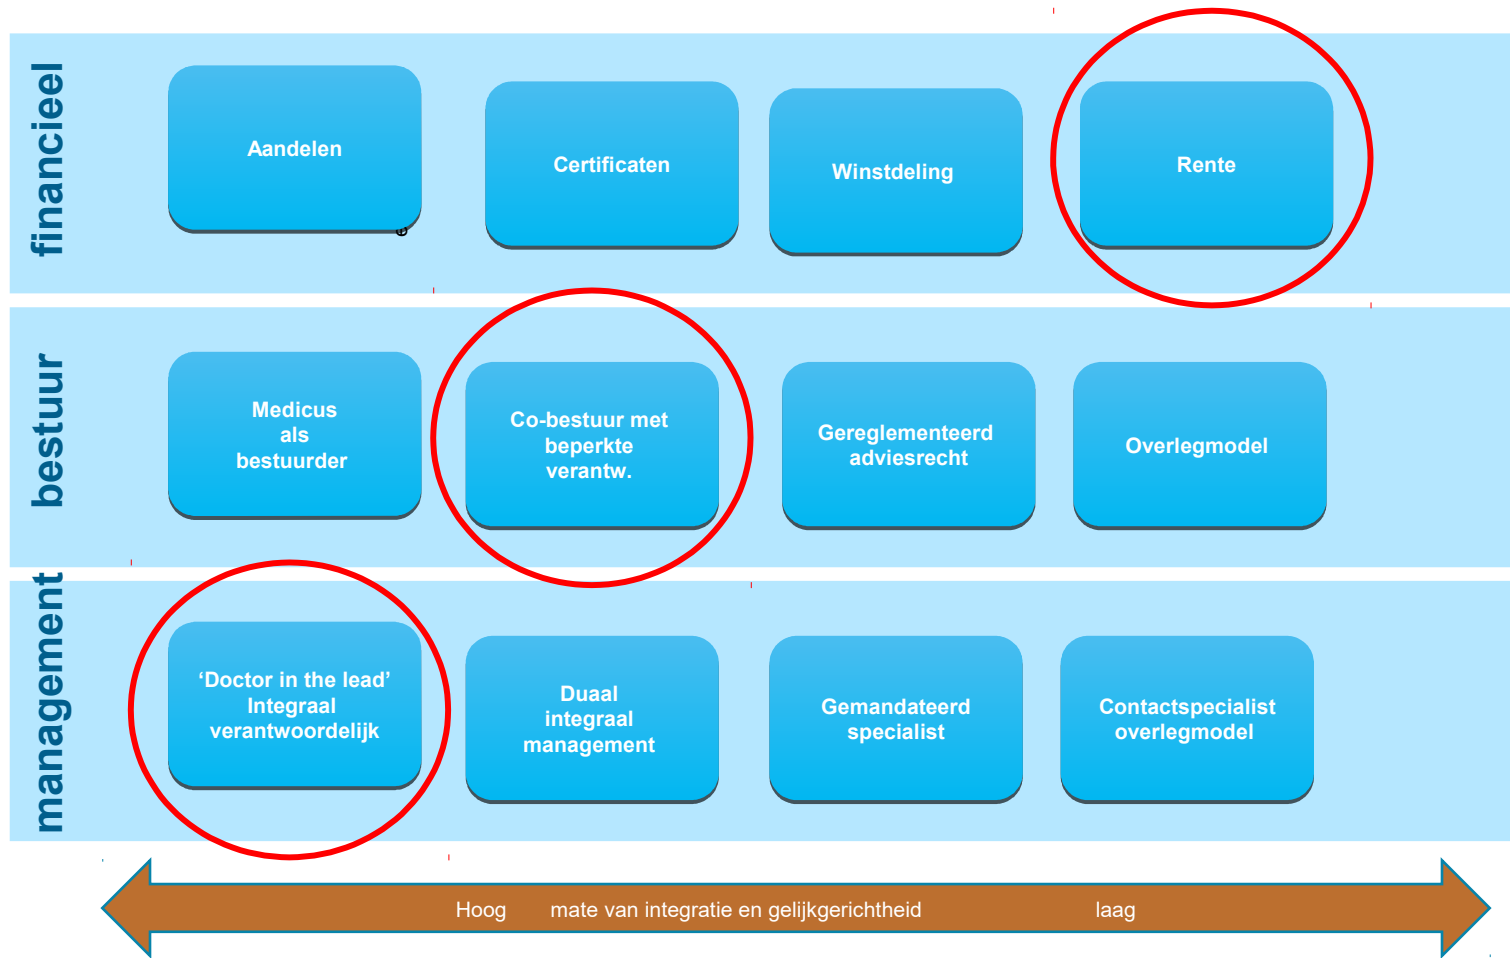 financieel
Aandelen
Certificaten
Winstdeling
Rente
bestuur
Medicus
als
bestuurder
Co-bestuur met
beperkte
verantw.
Gereglementeerd
adviesrecht
Overlegmodel
management
‘Doctor in the lead’
Integraal
verantwoordelijk
Duaal
integraal
management
Gemandateerd
specialist
Contactspecialist
overlegmodel
Hoog mate van integratie en gelijkgerichtheid laag